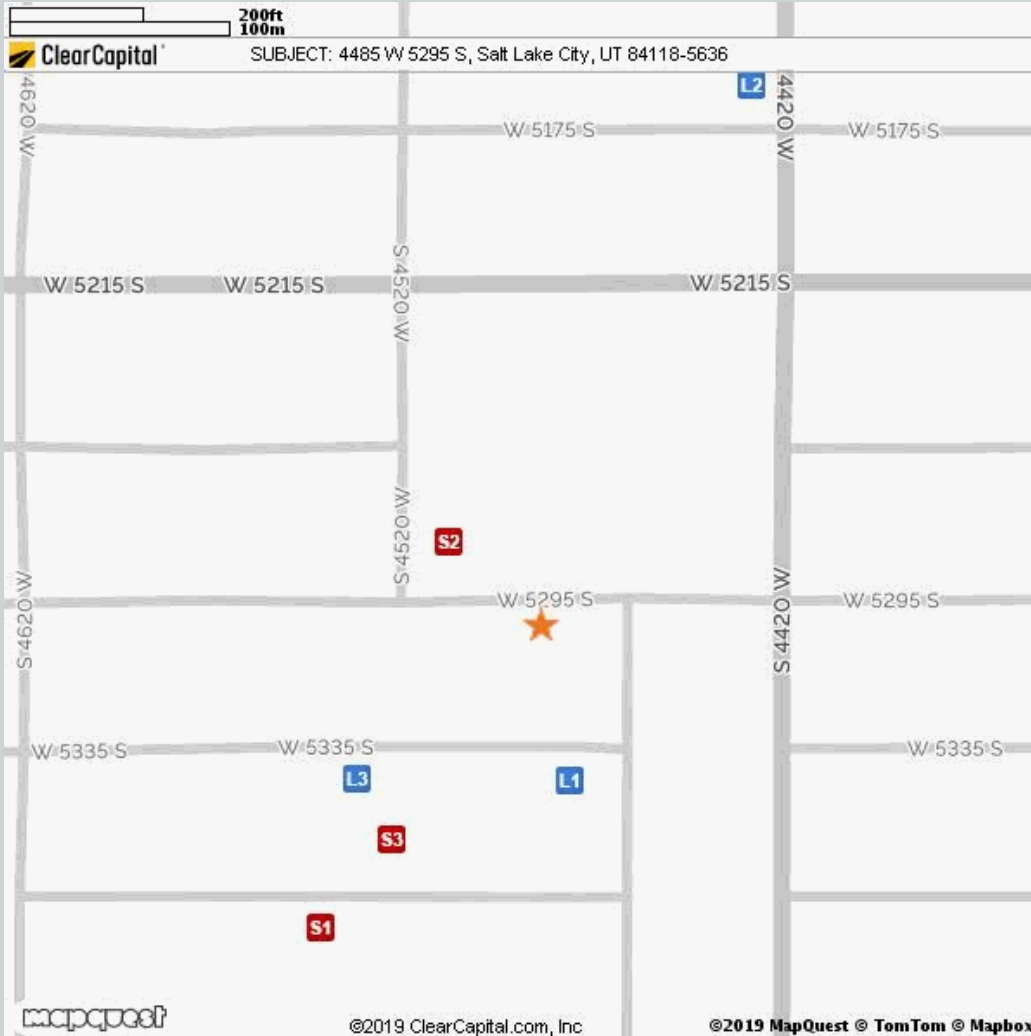 200ft
100m
ClearCapital
SUBJECT: 4485 W 5295 S, Salt Lake City, UT 84118-5636
4620 W
L2
4420 W
W 5175 S
W 5175 S
W 5215 S
W 5215 S
S 4520 W
W 5215 S
S 4520 W
S2
S 4620 W
W 5295 S
S 4420 W
W 5295 S
W 5335 S
W 5335 S
W 5335 S
L3
L1
S3
S1
mapquest
©2019 ClearCapital.com, Inc
©2019 MapQuest © TomTom © Mapbox